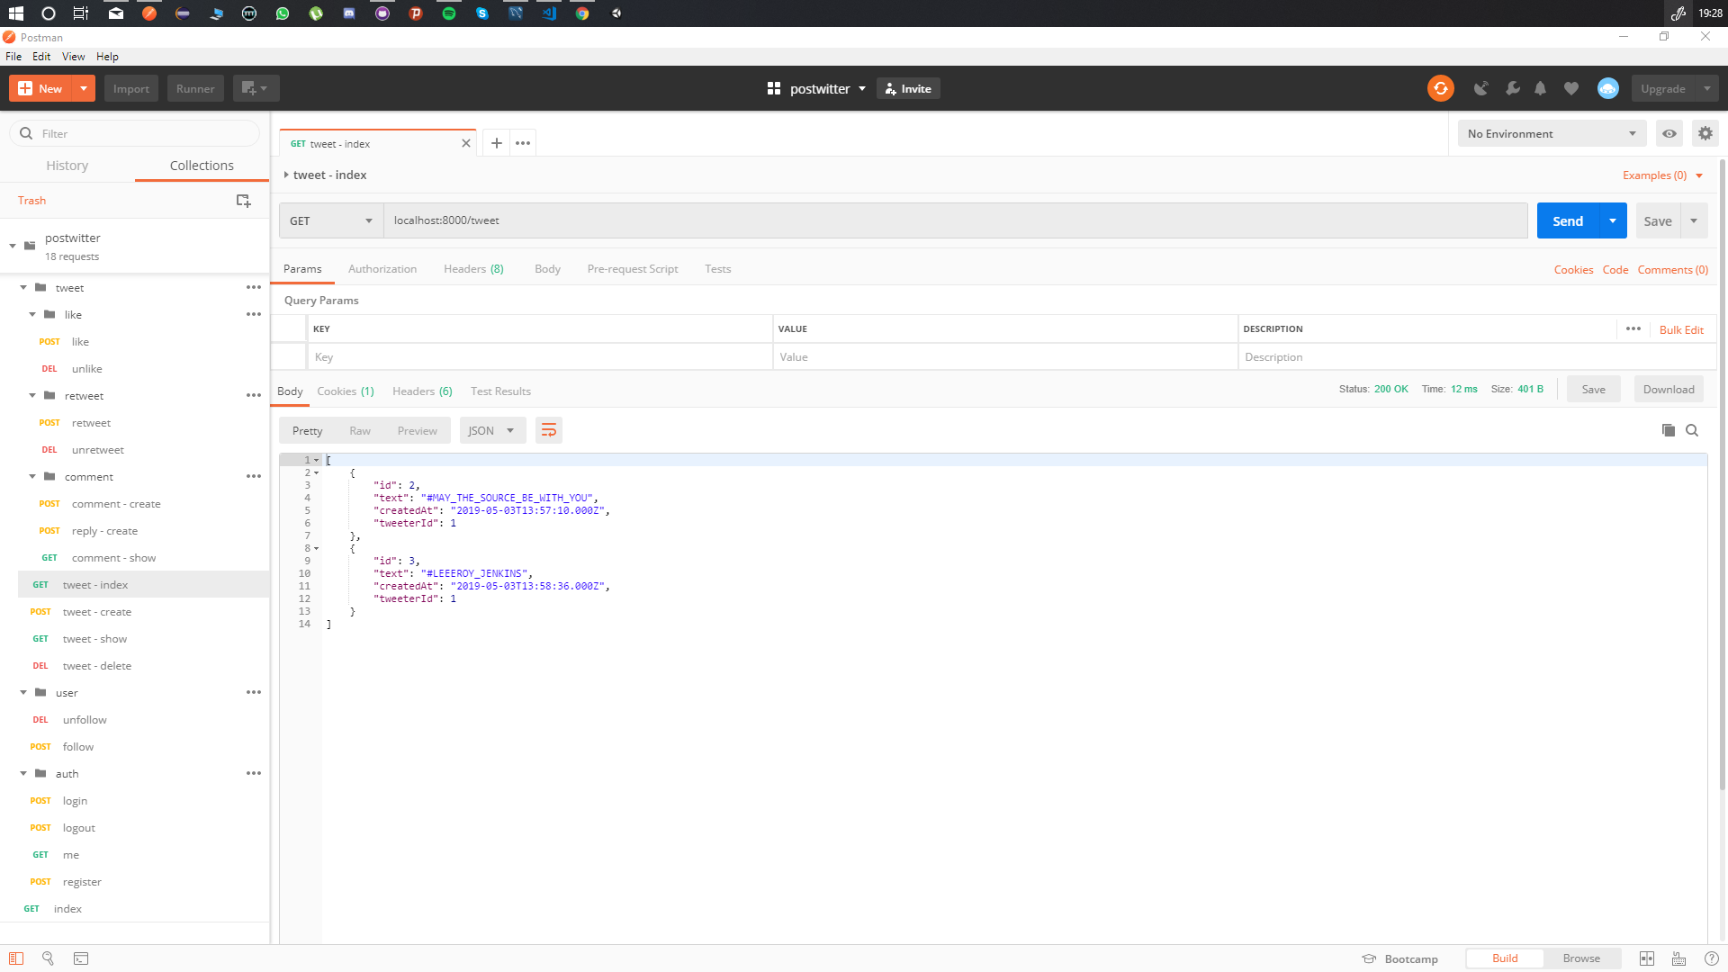 19:28
Postman
File Edit View Help
New Import Runner postwitter Invite Upgrade
Filter
History Collections
Trash
postwitter
18 requests
tweet
like
POST like
DEL unlike
retweet
POST retweet
DEL unretweet
comment
POST comment - create
POST reply - create
GET comment - show
GET tweet - index
POST tweet - create
GET tweet - show
DEL tweet - delete
user
DEL unfollow
POST follow
auth
POST login
POST logout
GET me
POST register
GET index
GET tweet - index
No Environment
tweet - index
Examples (0)
GET localhost:8000/tweet Send Save
Params Authorization Headers (8) Body Pre-request Script Tests Cookies Code Comments (0)
Query Params
KEY VALUE DESCRIPTION Bulk Edit
Key Value Description
Body Cookies (1) Headers (6) Test Results Status: 200 OK Time: 12 ms Size: 401 B Save Download
Pretty Raw Preview JSON
1 [
2 {
3 "id": 2,
4 "text": "#MAY_THE_SOURCE_BE_WITH_YOU",
5 "createdAt": "2019-05-03T13:57:10.000Z",
6 "tweeterId": 1
7 },
8 {
9 "id": 3,
10 "text": "#LEEEROY_JENKINS",
11 "createdAt": "2019-05-03T13:58:36.000Z",
12 "tweeterId": 1
13 }
14 ]
Bootcamp Build Browse